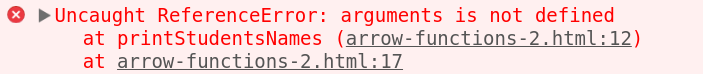 Uncaught ReferenceError: arguments is not defined
at printStudentsNames (arrow-functions-2.html:12)
at arrow-functions-2.html:17